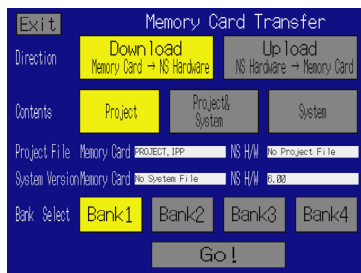 Exit Memory Card Transfer
Direction
Download
Memory Card → NS Hardware
Upload
NS Hardware → Memory Card
Contents
Project
Project&
System
System
Project File Memory Card PROJECT.IPP NS H/W No Project File
System Version Memory Card No System File NS H/W 6.00
Bank Select Bank1 Bank2 Bank3 Bank4
Go!